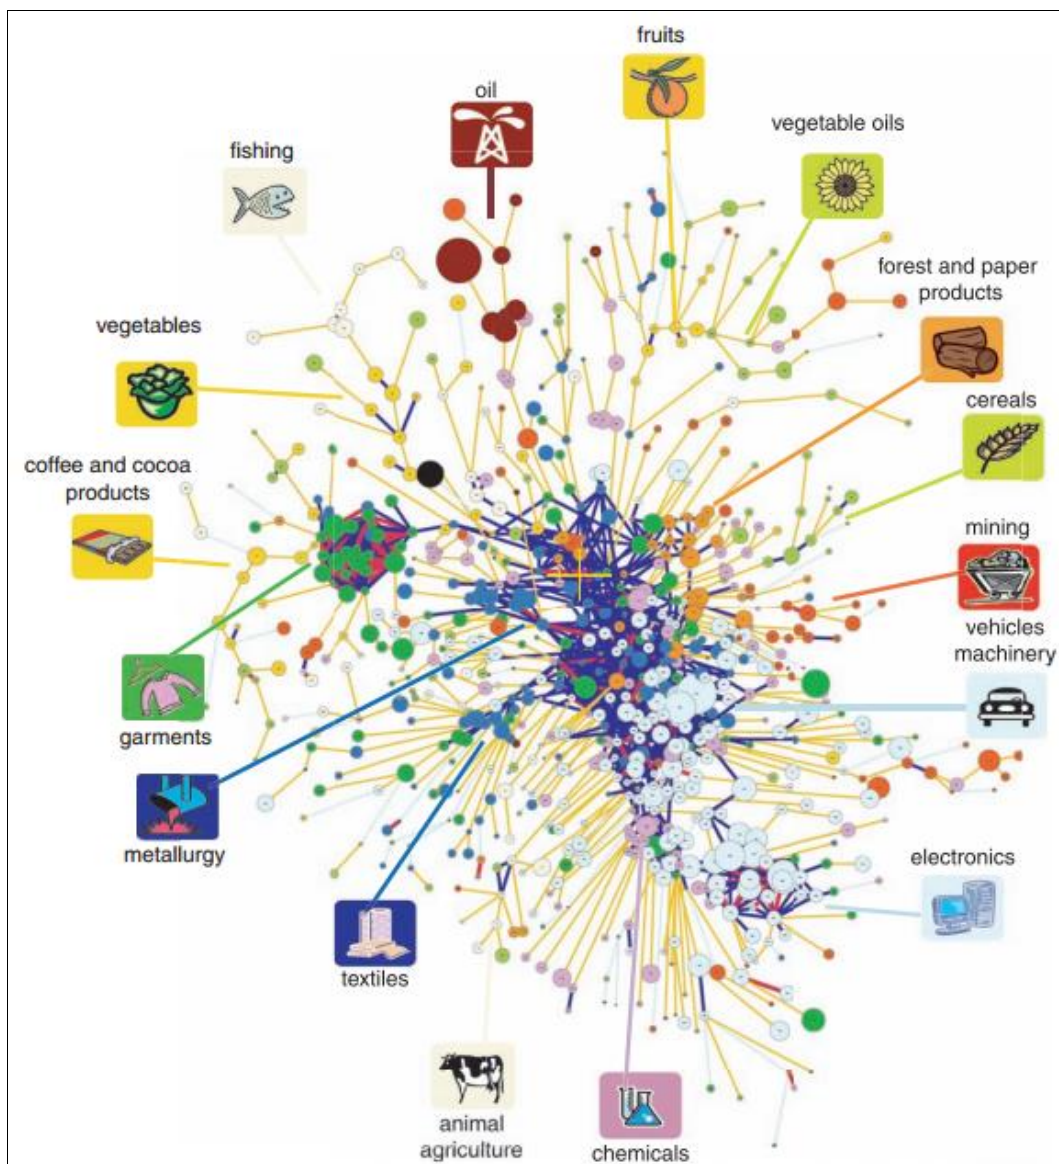 fruits
oil
vegetable oils
fishing
forest and paper
products
vegetables
cereals
coffee and cocoa
products
mining
vehicles
machinery
garments
metallurgy
electronics
textiles
animal
agriculture
chemicals